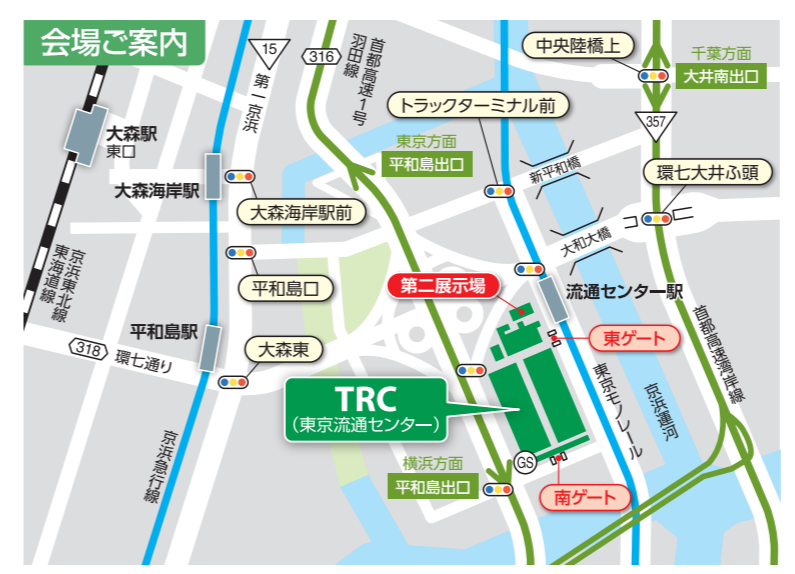 会場ご案内
15
第一京浜
316
首都高速1号
羽田線
中央陸橋上
千葉方面
大井南出口
357
トラックターミナル前
東京方面
平和島出口
大森駅
東口
大森海岸駅
大森海岸駅前
新平和橋
環七大井ふ頭
大和大橋
京浜東北線
東海道線
平和島口
第二展示場
流通センター駅
平和島駅
318
環七通り
大森東
東ゲート
首都高速湾岸線
TRC
(東京流通センター)
東京モノレール
京浜運河
京浜急行線
横浜方面
平和島出口
GS
南ゲート